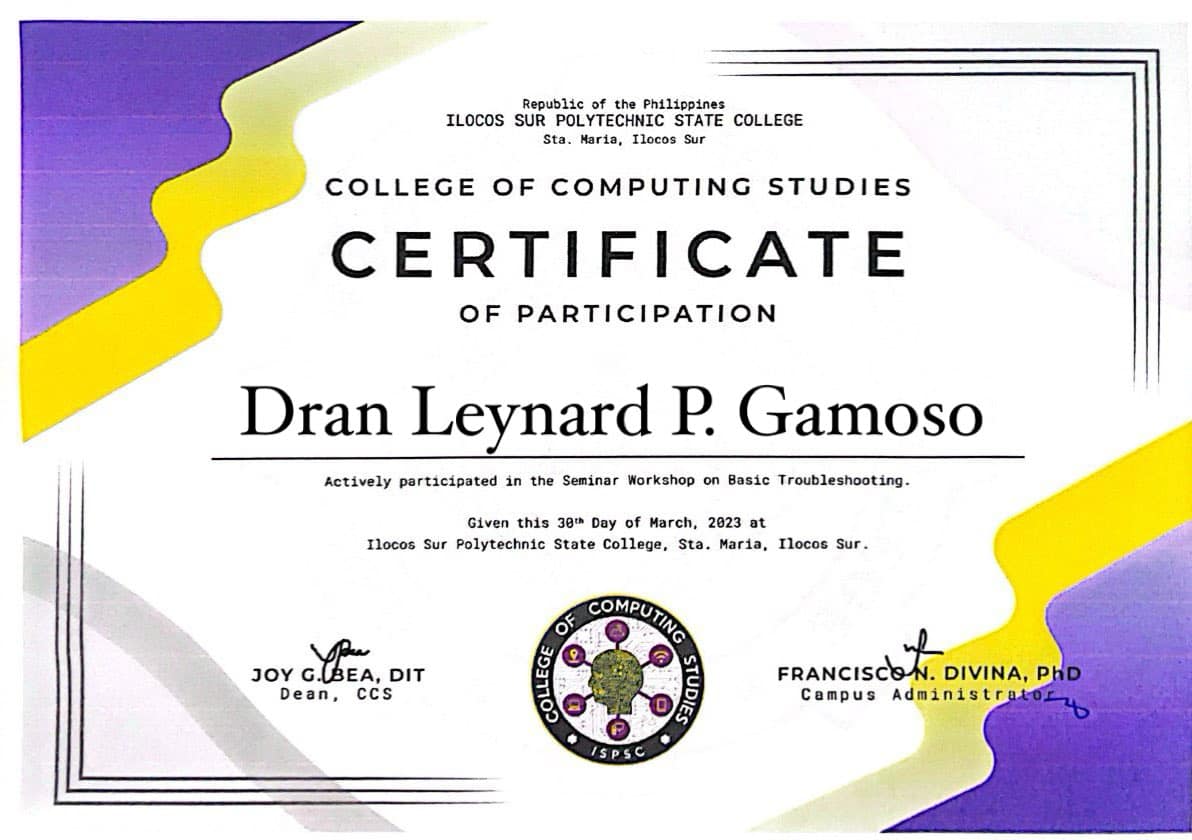 Republic of the Philippines
ILOCOS SUR POLYTECHNIC STATE COLLEGE
Sta. Maria, Ilocos Sur
COLLEGE OF COMPUTING STUDIES
CERTIFICATE
OF PARTICIPATION
Dran Leynard P. Gamoso
Actively participated in the Seminar Workshop on Basic Troubleshooting.
Given this 30th Day of March, 2023 at
Ilocos Sur Polytechnic State College, Sta. Maria, Ilocos Sur.
JOY G. BEA, DIT
Dean, CCS
COLLEGE OF COMPUTING STUDIES
ISPSC
FRANCISCO N. DIVINA, PhD
Campus Administrator